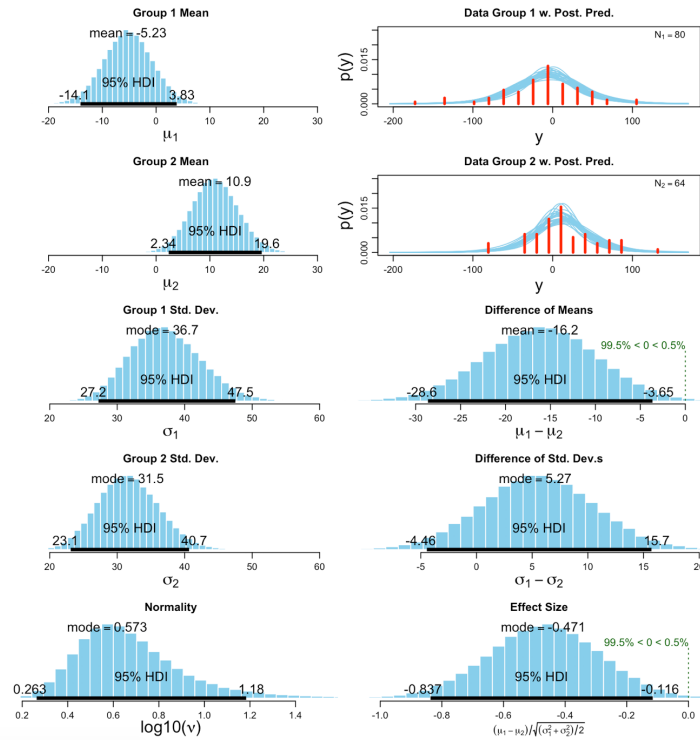 Group 1 Mean
mean = -5.23
95% HDI
-14.1 3.83
-20 -10 0 10 20 30
μ1
Data Group 1 w. Post. Pred.
N₁ = 80
p(y)
0.000 0.015
-200 -100 0 100
y
Group 2 Mean
mean = 10.9
95% HDI
2.34 19.6
-20 -10 0 10 20 30
μ2
Data Group 2 w. Post. Pred.
N₂ = 64
p(y)
0.000 0.015
-200 -100 0 100
y
Group 1 Std. Dev.
mode = 36.7
95% HDI
27.2 47.5
20 30 40 50 60
σ1
Difference of Means
mean = -16.2
99.5% < 0 < 0.5%
95% HDI
-28.6 -3.65
-30 -25 -20 -15 -10 -5 0
μ1 − μ2
Group 2 Std. Dev.
mode = 31.5
95% HDI
23.1 40.7
20 30 40 50 60
σ2
Difference of Std. Dev.s
mode = 5.27
95% HDI
-4.46 15.7
-5 0 5 10 15 20
σ1 − σ2
Normality
mode = 0.573
95% HDI
0.263 1.18
0.2 0.4 0.6 0.8 1.0 1.2 1.4
log10(ν)
Effect Size
mode = -0.471
99.5% < 0 < 0.5%
95% HDI
-0.837 -0.116
-1.0 -0.8 -0.6 -0.4 -0.2 0.0
(μ1 − μ2)/√(σ1² + σ2²)/2